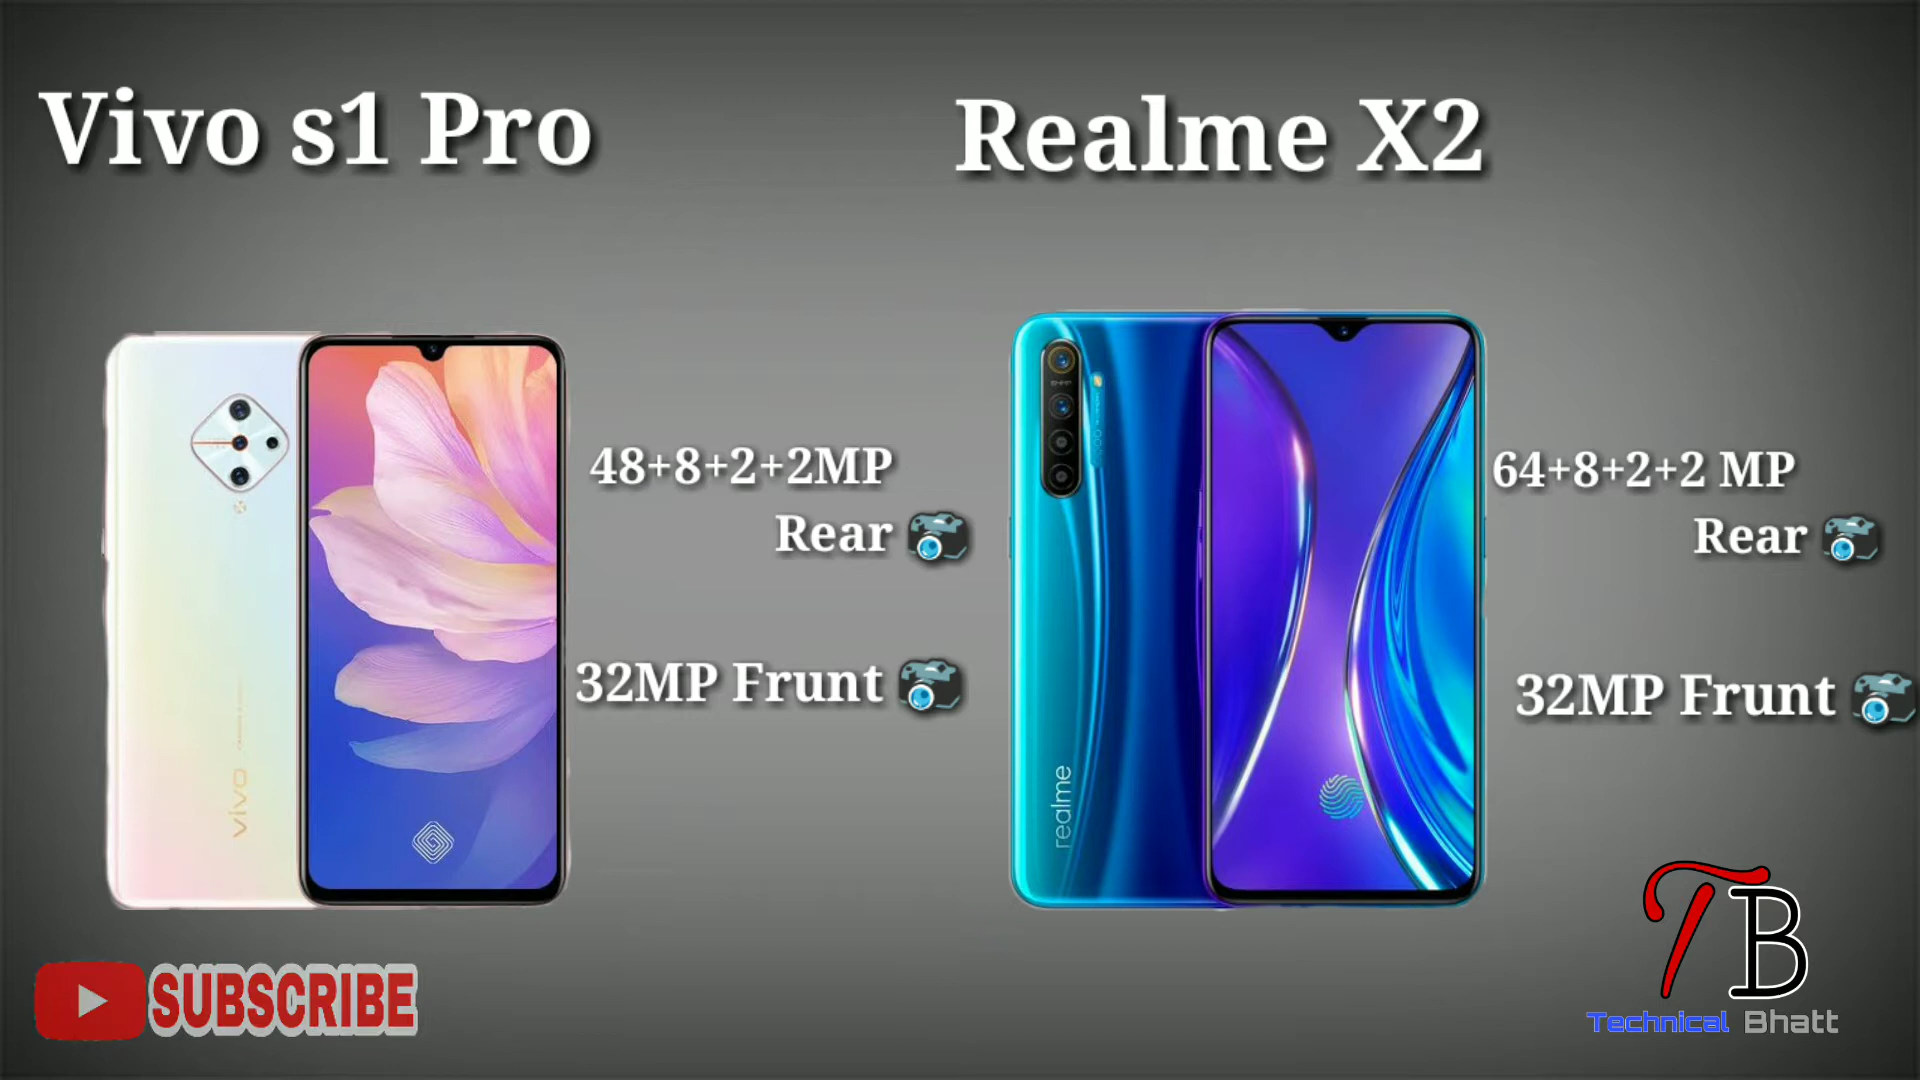 Vivo s1 Pro
Realme X2
48+8+2+2MP
Rear
32MP Frunt
64+8+2+2 MP
Rear
32MP Frunt
vivo
realme
SUBSCRIBE
TB
Technical Bhatt